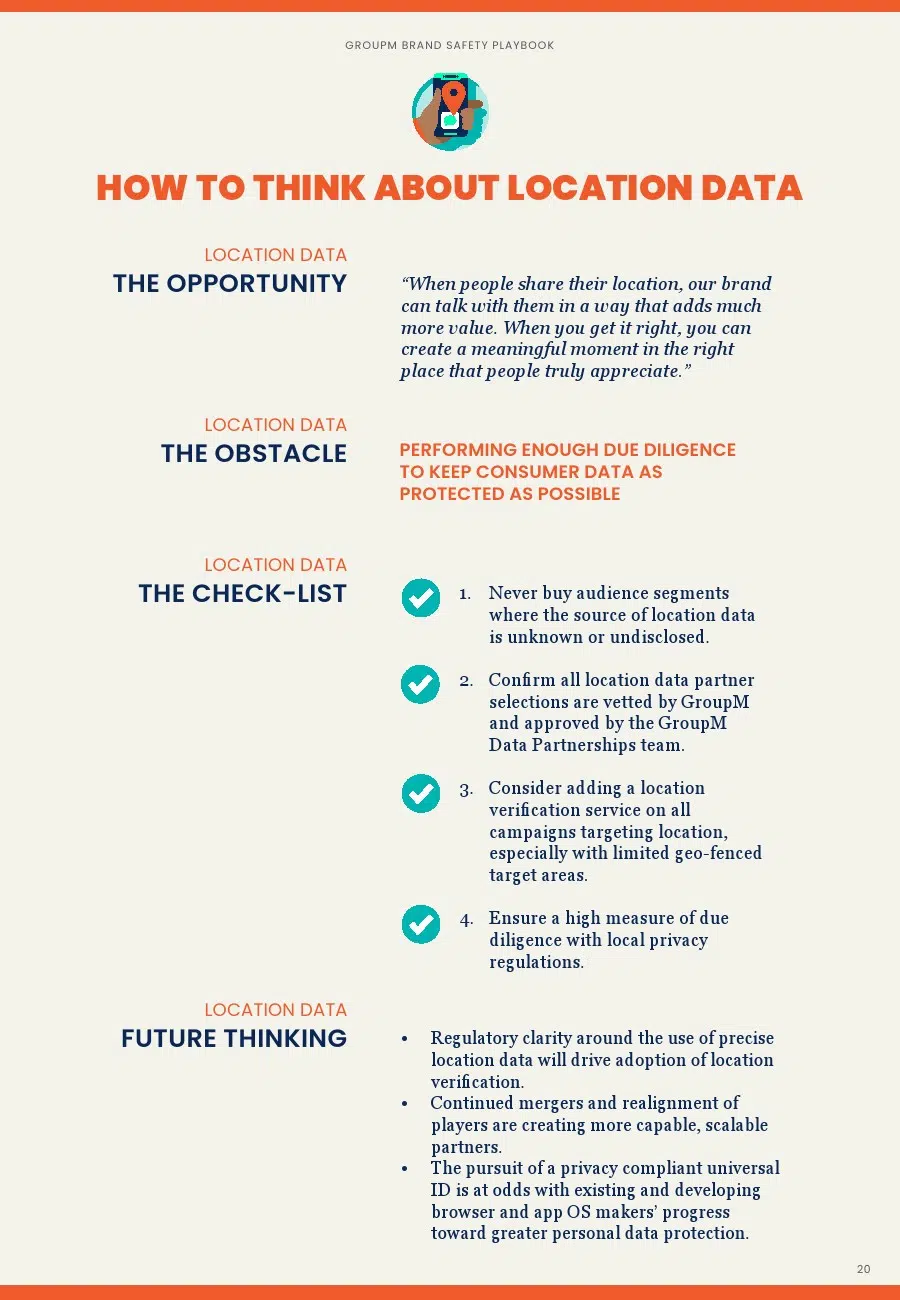 GROUPM BRAND SAFETY PLAYBOOK
HOW TO THINK ABOUT LOCATION DATA
LOCATION DATA
THE OPPORTUNITY
“When people share their location, our brand
can talk with them in a way that adds much
more value. When you get it right, you can
create a meaningful moment in the right
place that people truly appreciate.”
LOCATION DATA
THE OBSTACLE
PERFORMING ENOUGH DUE DILIGENCE
TO KEEP CONSUMER DATA AS
PROTECTED AS POSSIBLE
LOCATION DATA
THE CHECK-LIST
1. Never buy audience segments
where the source of location data
is unknown or undisclosed.
2. Confirm all location data partner
selections are vetted by GroupM
and approved by the GroupM
Data Partnerships team.
3. Consider adding a location
verification service on all
campaigns targeting location,
especially with limited geo-fenced
target areas.
4. Ensure a high measure of due
diligence with local privacy
regulations.
LOCATION DATA
FUTURE THINKING
• Regulatory clarity around the use of precise
location data will drive adoption of location
verification.
• Continued mergers and realignment of
players are creating more capable, scalable
partners.
• The pursuit of a privacy compliant universal
ID is at odds with existing and developing
browser and app OS makers’ progress
toward greater personal data protection.
20